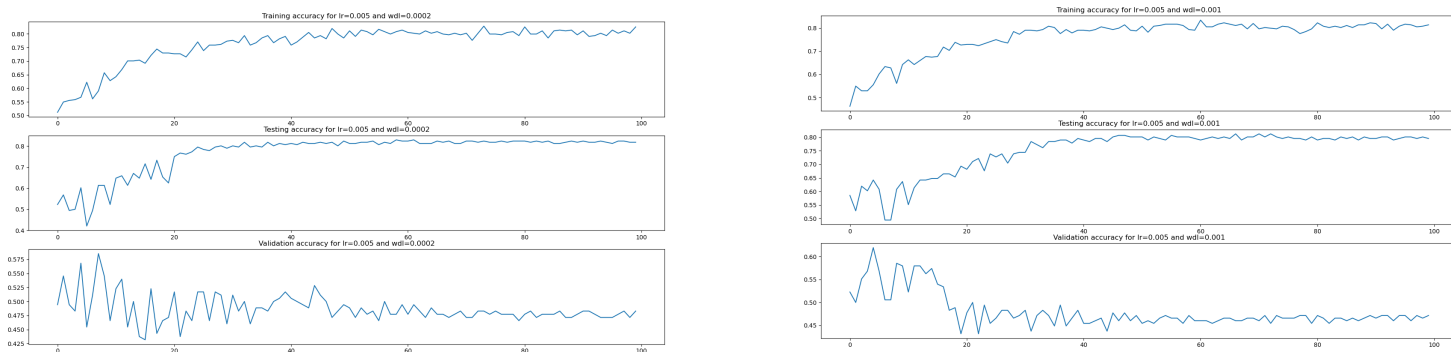 Training accuracy for lr=0.005 and wdl=0.0002
0.80
0.75
0.70
0.65
0.60
0.55
0.50
0 20 40 60 80 100
Testing accuracy for lr=0.005 and wdl=0.0002
0.8
0.7
0.6
0.5
0.4
0 20 40 60 80 100
Validation accuracy for lr=0.005 and wdl=0.0002
0.575
0.550
0.525
0.500
0.475
0.450
0.425
0 20 40 60 80 100
Training accuracy for lr=0.005 and wdl=0.001
0.8
0.7
0.6
0.5
0 20 40 60 80 100
Testing accuracy for lr=0.005 and wdl=0.001
0.80
0.75
0.70
0.65
0.60
0.55
0.50
0 20 40 60 80 100
Validation accuracy for lr=0.005 and wdl=0.001
0.60
0.55
0.50
0.45
0 20 40 60 80 100